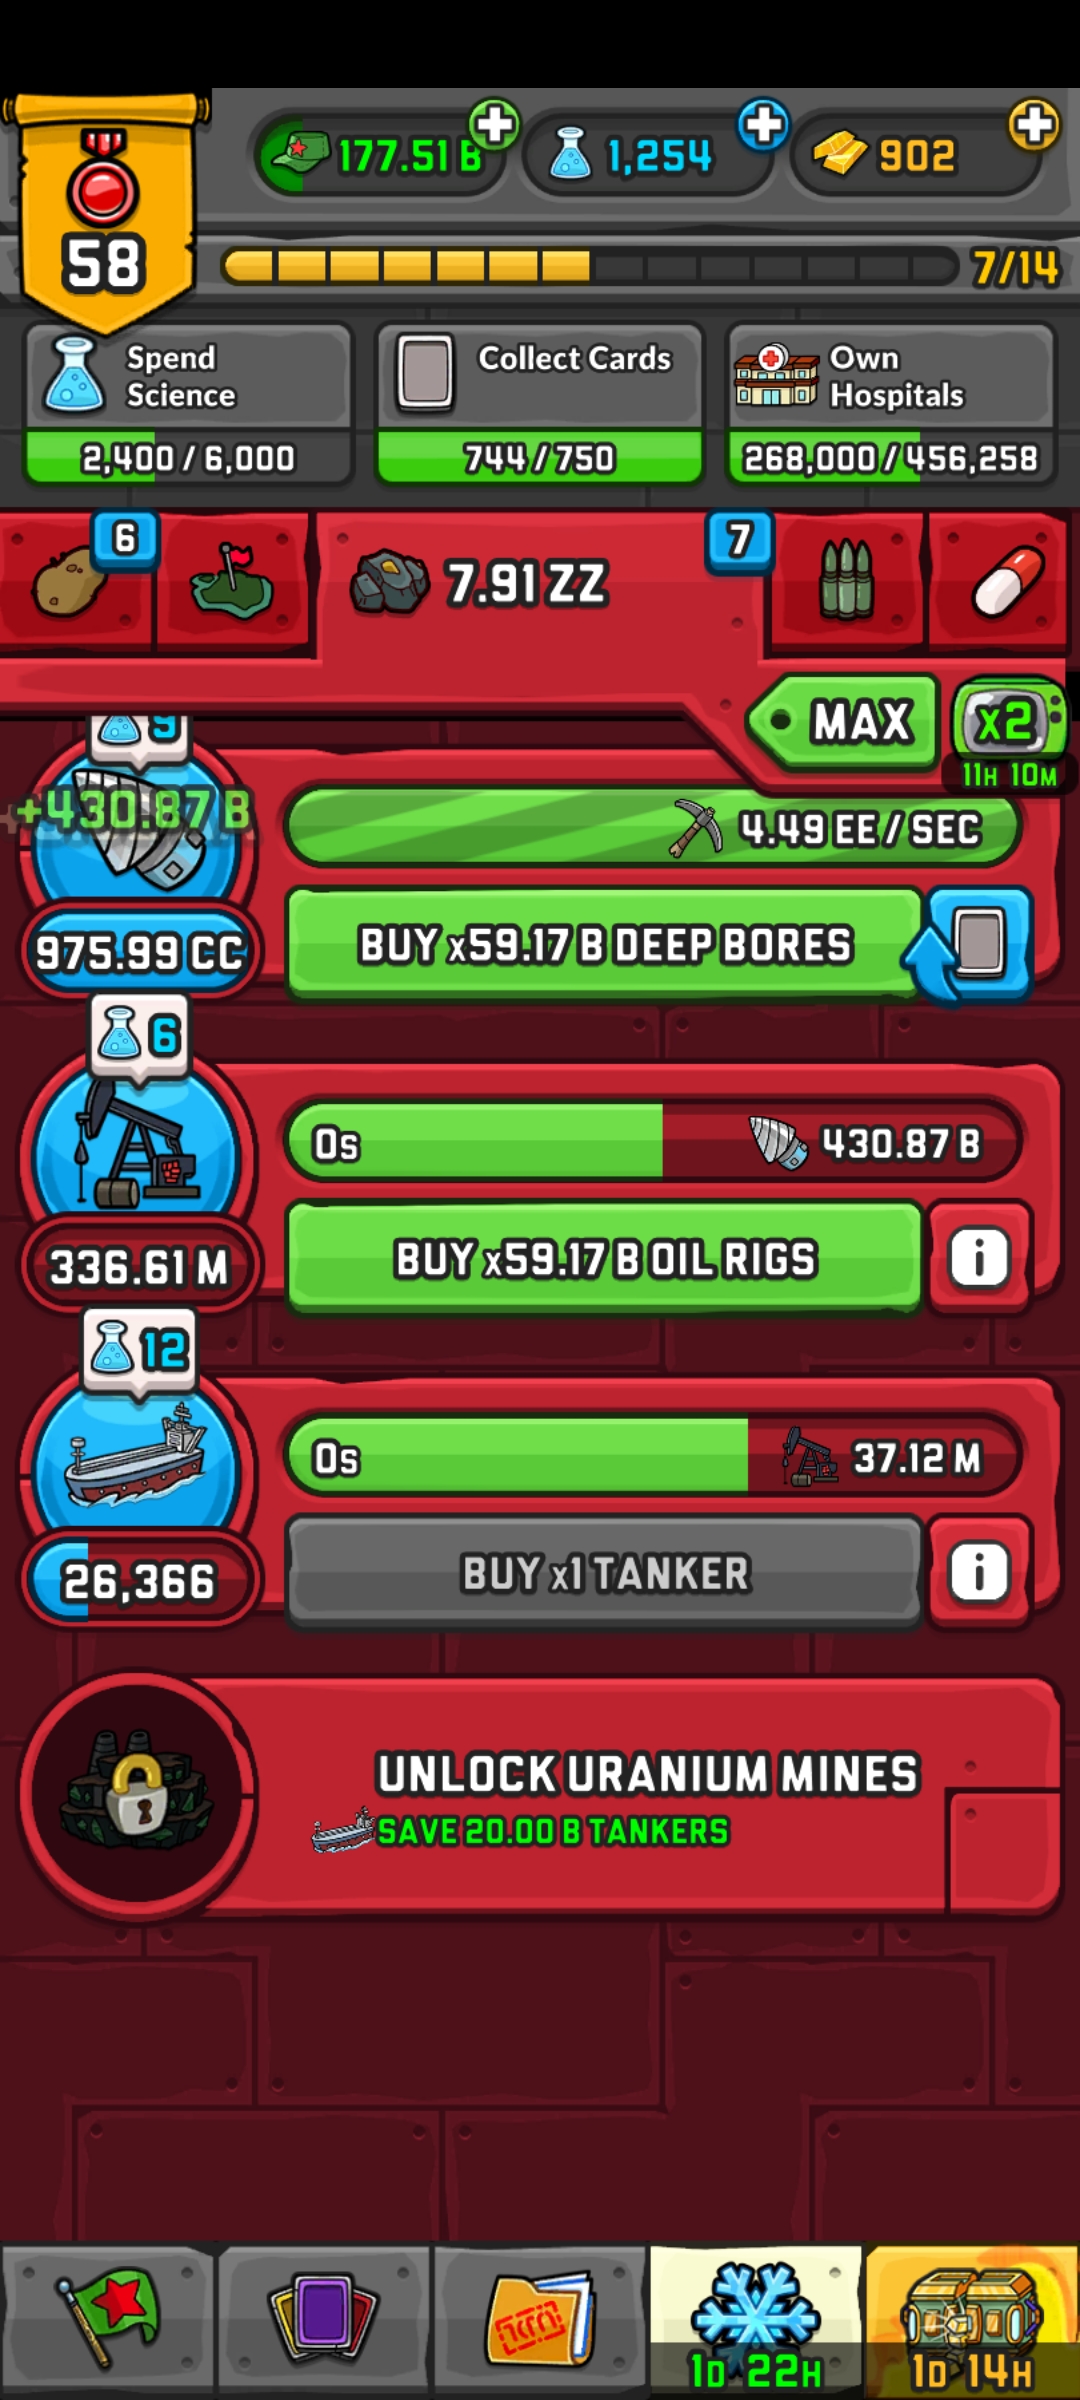 177.51 B
1,254
902
58
7/14
Spend
Science
Collect Cards
Own
Hospitals
2,400 / 6,000
744 / 750
268,000 / 456,258
6
7.91 ZZ
7
MAX
x2
11H 10M
9
+430.87 B
4.49 EE / SEC
975.99 CC
BUY x59.17 B DEEP BORES
6
0s
430.87 B
336.61 M
BUY x59.17 B OIL RIGS
i
12
0s
37.12 M
26,366
BUY x1 TANKER
i
UNLOCK URANIUM MINES
SAVE 20.00 B TANKERS
1D 22H
1D 14H